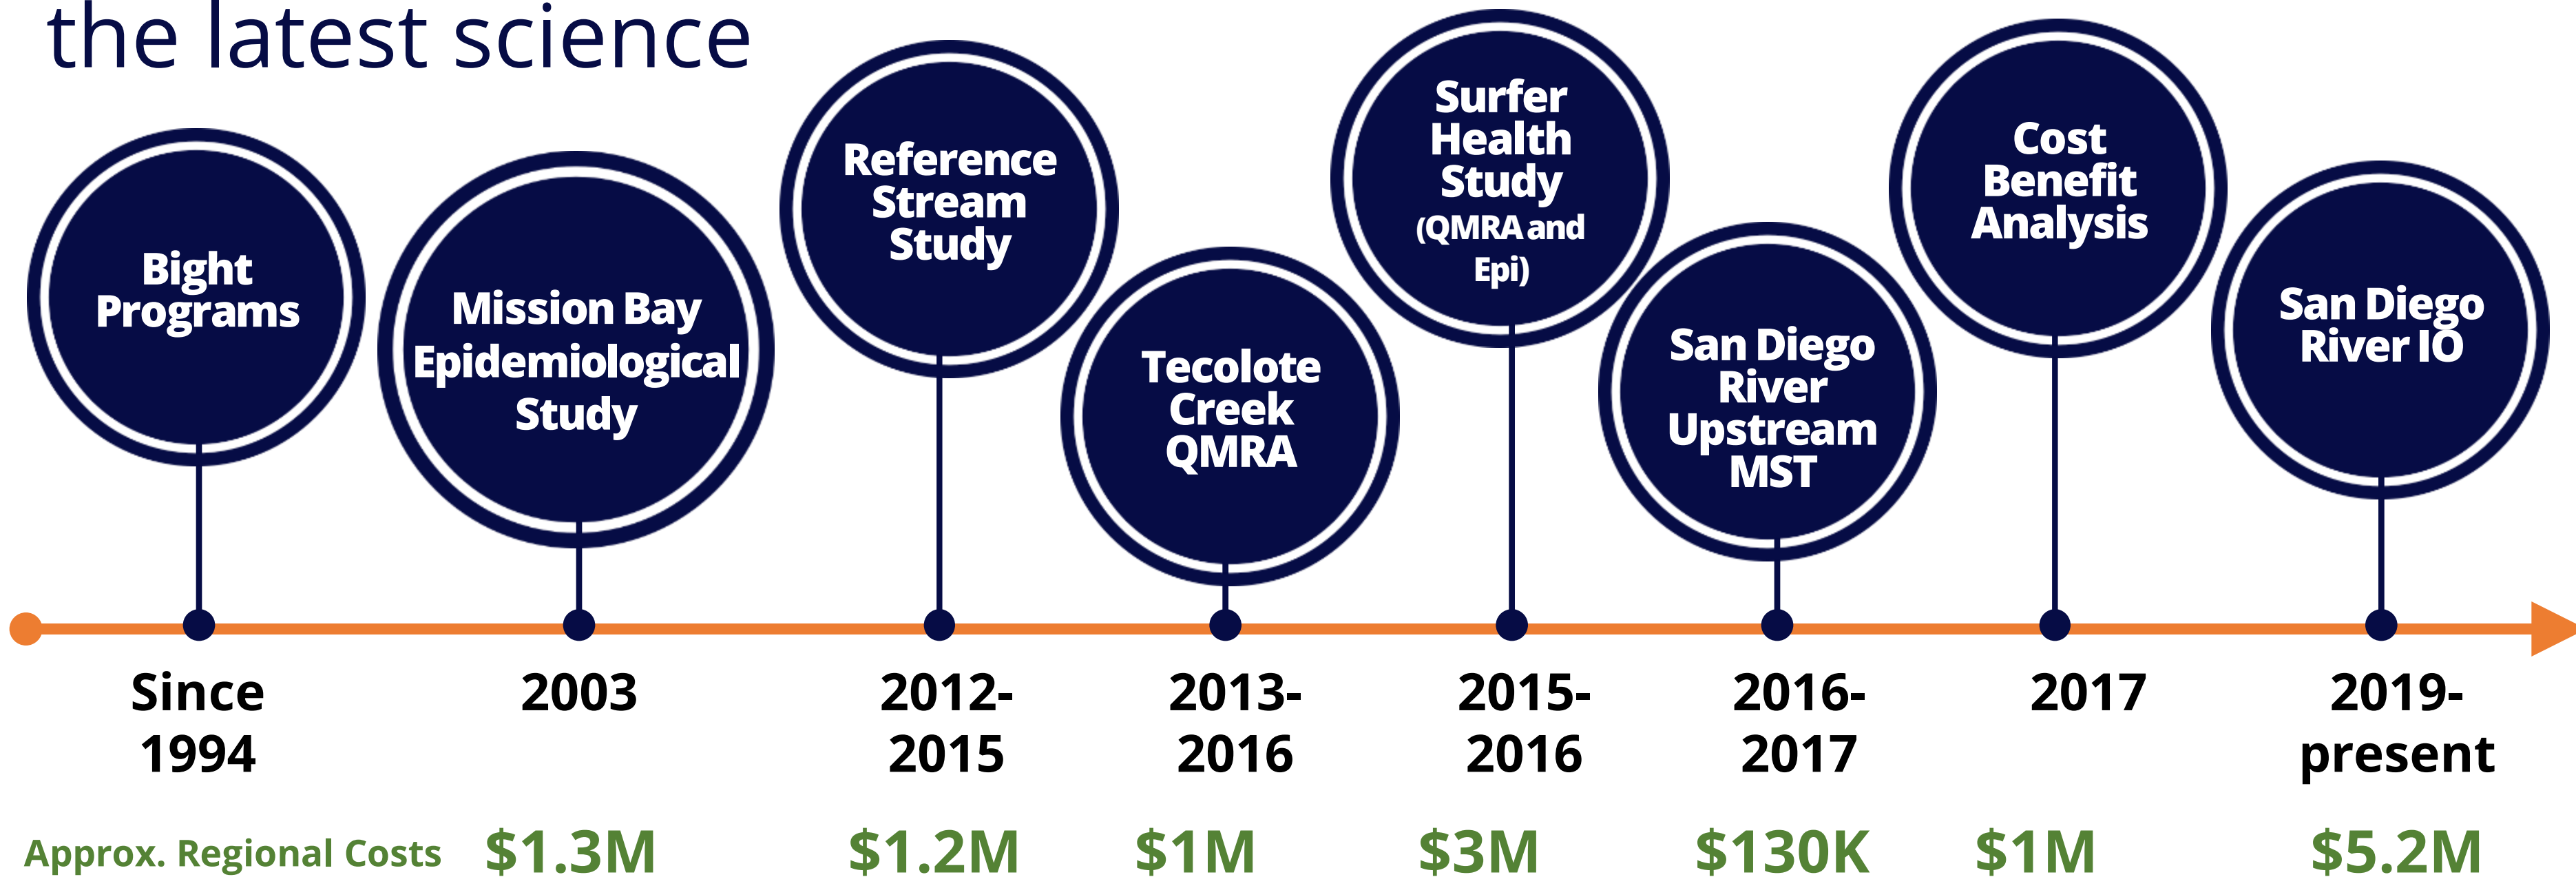 the latest science
Bight
Programs
Mission Bay
Epidemiological
Study
Reference
Stream
Study
Tecolote
Creek
QMRA
Surfer
Health
Study
(QMRA and
Epi)
San Diego
River
Upstream
MST
Cost
Benefit
Analysis
San Diego
River IO
Since
1994
2003
2012-
2015
2013-
2016
2015-
2016
2016-
2017
2017
2019-
present
Approx. Regional Costs $1.3M $1.2M $1M $3M $130K $1M $5.2M